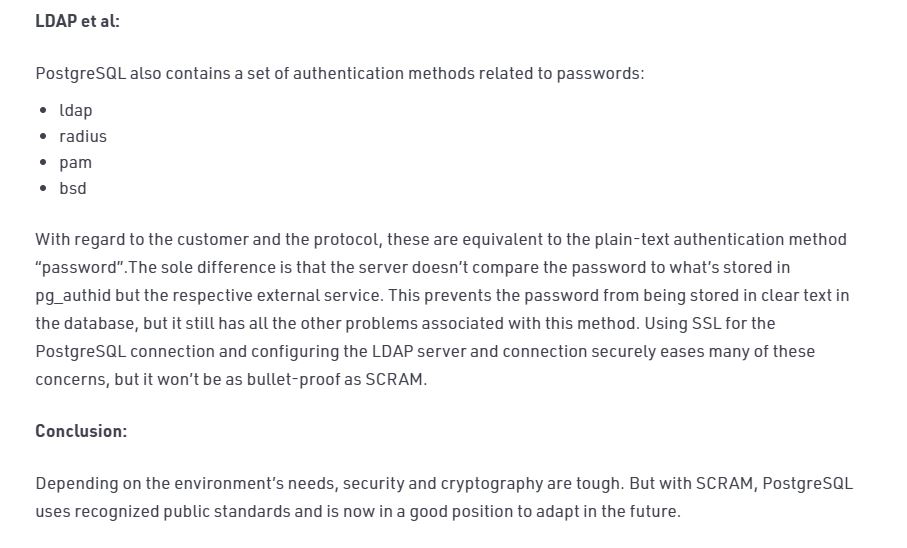 LDAP et al:
PostgreSQL also contains a set of authentication methods related to passwords:
• ldap
• radius
• pam
• bsd
With regard to the customer and the protocol, these are equivalent to the plain-text authentication method
“password”.The sole difference is that the server doesn’t compare the password to what’s stored in
pg_authid but the respective external service. This prevents the password from being stored in clear text in
the database, but it still has all the other problems associated with this method. Using SSL for the
PostgreSQL connection and configuring the LDAP server and connection securely eases many of these
concerns, but it won’t be as bullet-proof as SCRAM.
Conclusion:
Depending on the environment’s needs, security and cryptography are tough. But with SCRAM, PostgreSQL
uses recognized public standards and is now in a good position to adapt in the future.